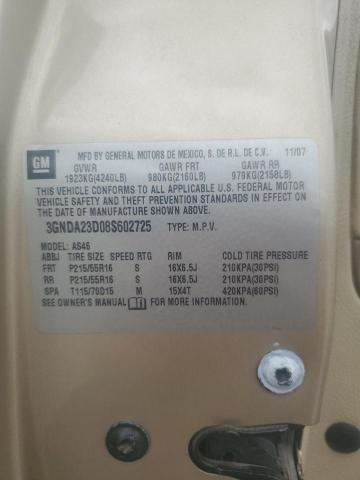 GM
MFD BY GENERAL MOTORS DE MEXICO, S. DE R.L. DE C.V. 11/07
GVWR GAWR FRT GAWR RR
1923KG(4240LB) 980KG(2160LB) 979KG(2158LB)
THIS VEHICLE CONFORMS TO ALL APPLICABLE U.S. FEDERAL MOTOR
VEHICLE SAFETY AND THEFT PREVENTION STANDARDS IN EFFECT ON
THE DATE OF MANUFACTURE SHOWN ABOVE.
3GNDA23D08S602725 TYPE: M.P.V.
MODEL: AS46
ABBJ TIRE SIZE SPEED RTG RIM COLD TIRE PRESSURE
FRT P215/55R16 S 16X6.5J 210KPA(30PSI)
RR P215/55R16 S 16X6.5J 210KPA(30PSI)
SPA T115/70D15 M 15X4T 420KPA(60PSI)
SEE OWNER'S MANUAL FOR MORE INFORMATION.